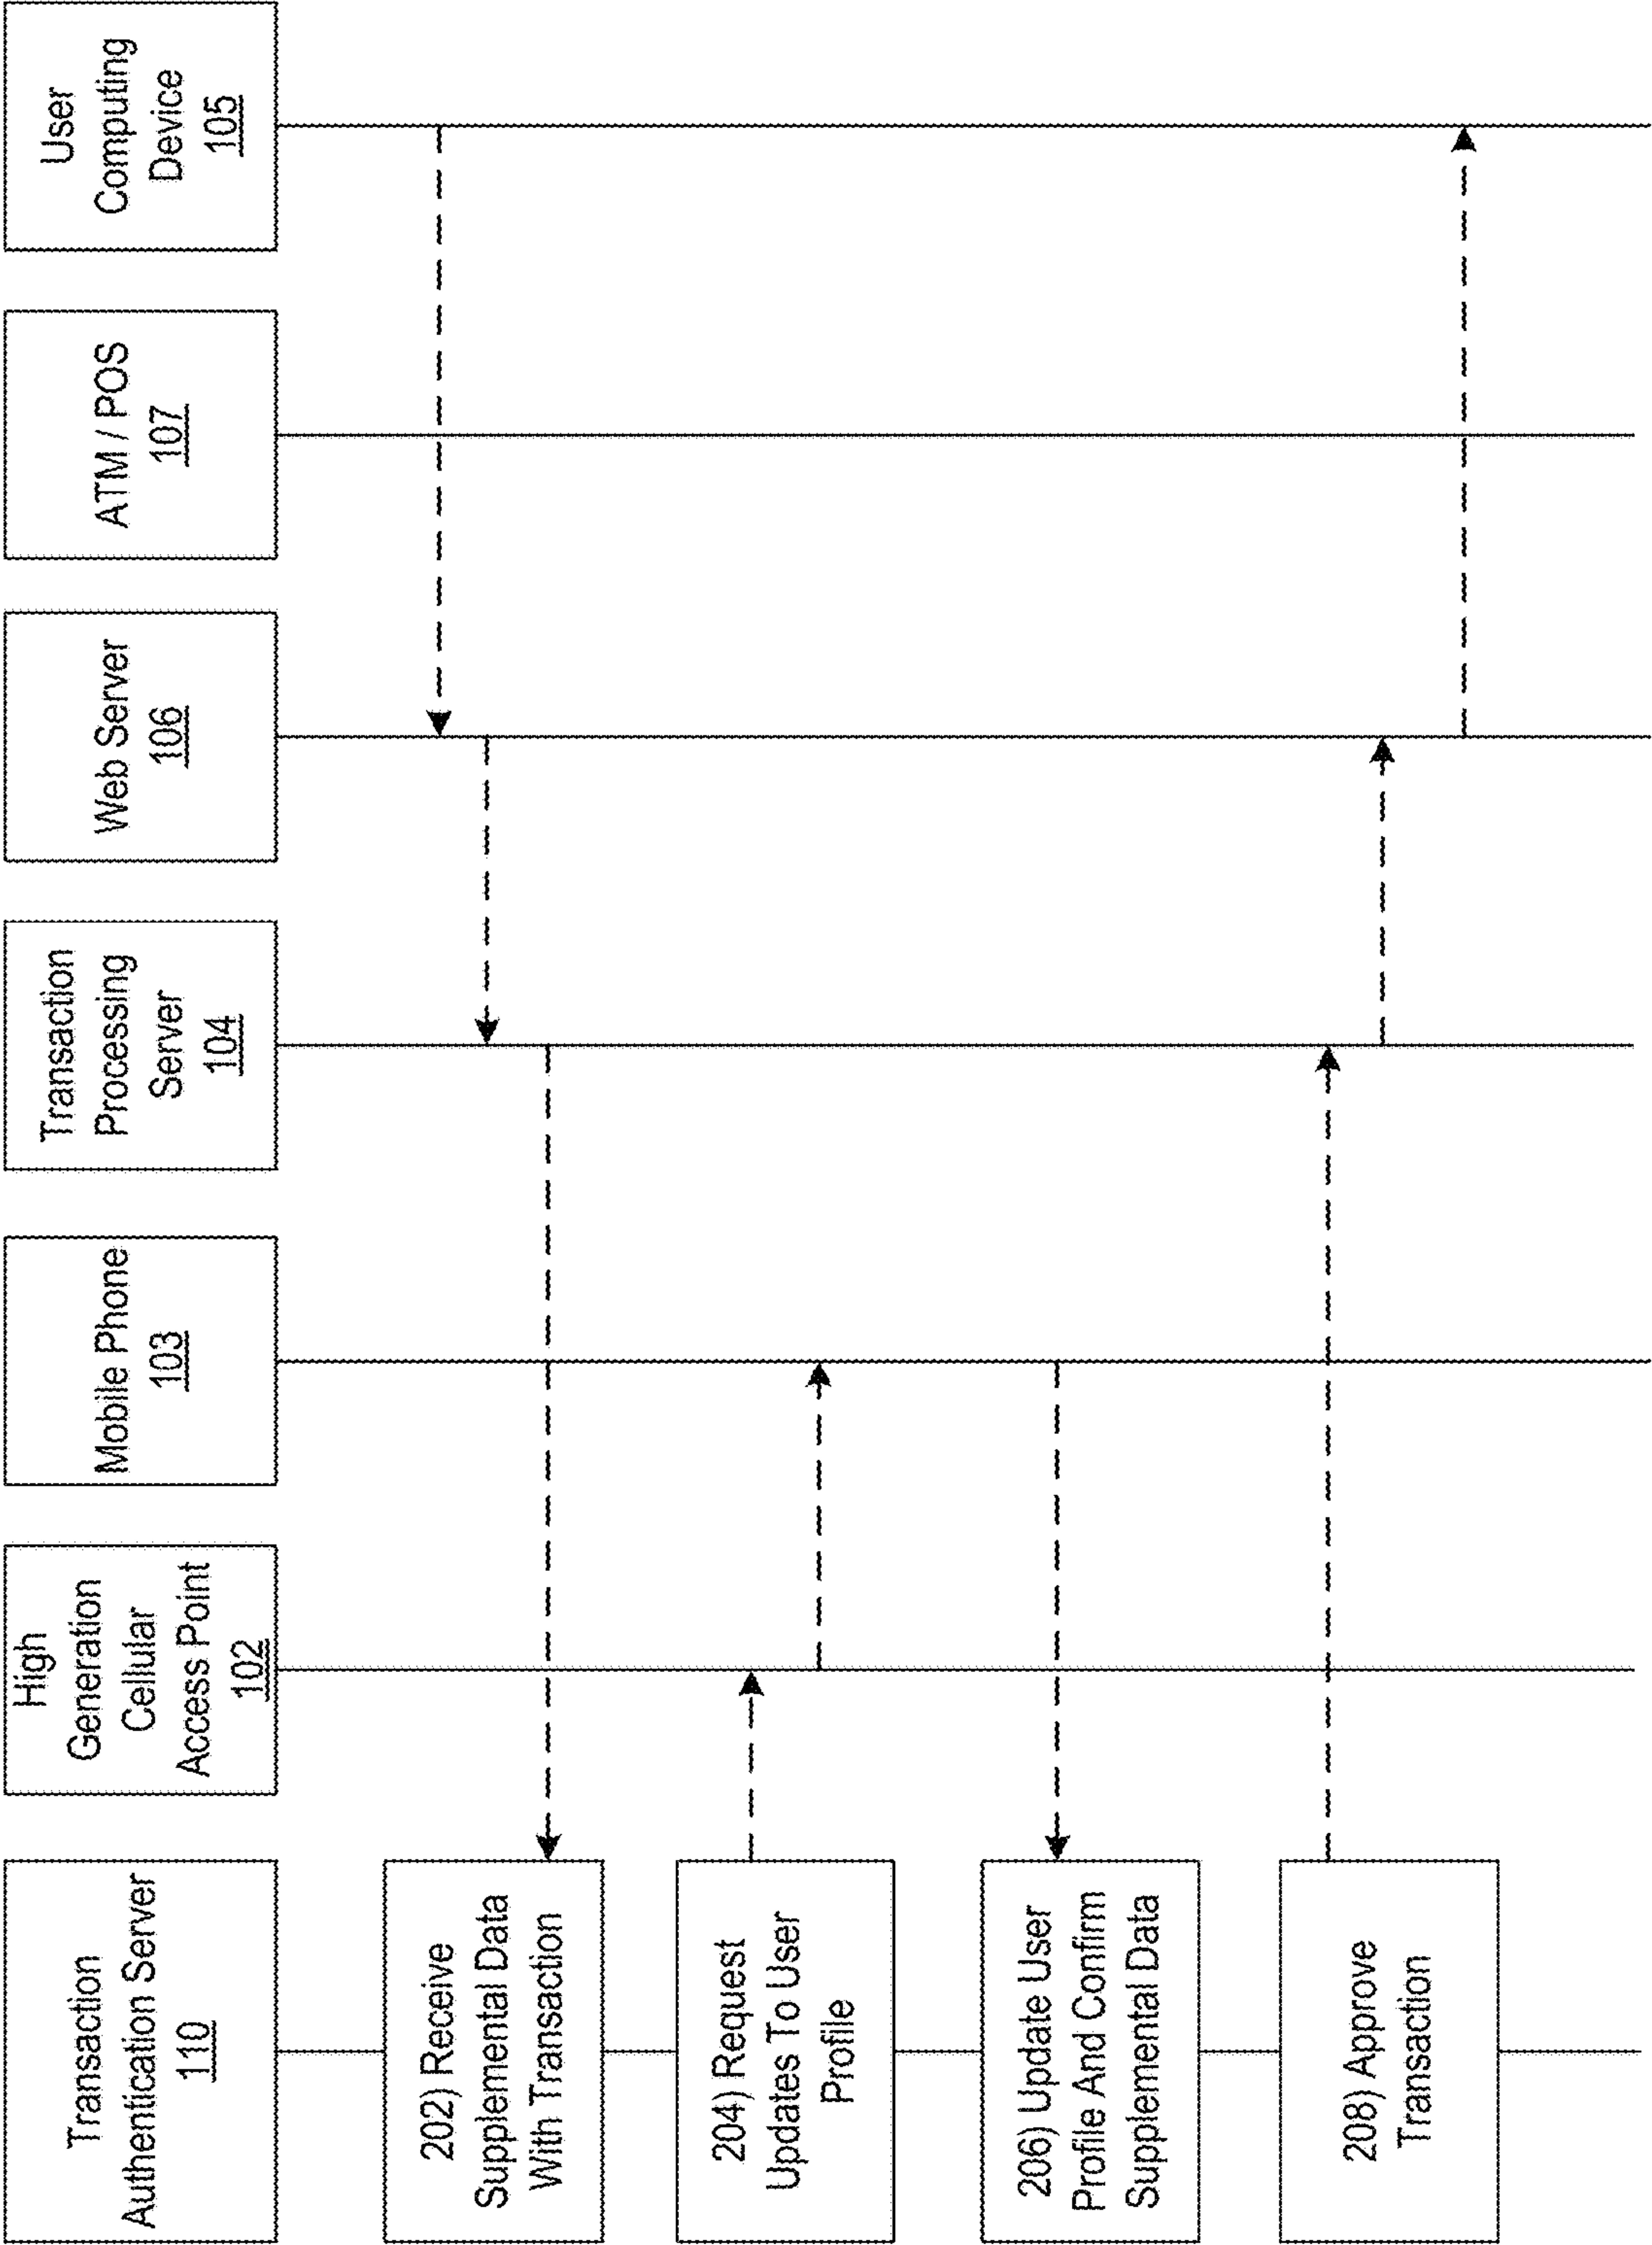 Transaction
Authentication Server
110
High
Generation
Cellular
Access Point
102
Mobile Phone
103
Transaction
Processing
Server
104
Web Server
106
ATM / POS
107
User
Computing
Device
105
202) Receive
Supplemental Data
With Transaction
204) Request
Updates To User
Profile
206) Update User
Profile And Confirm
Supplemental Data
208) Approve
Transaction